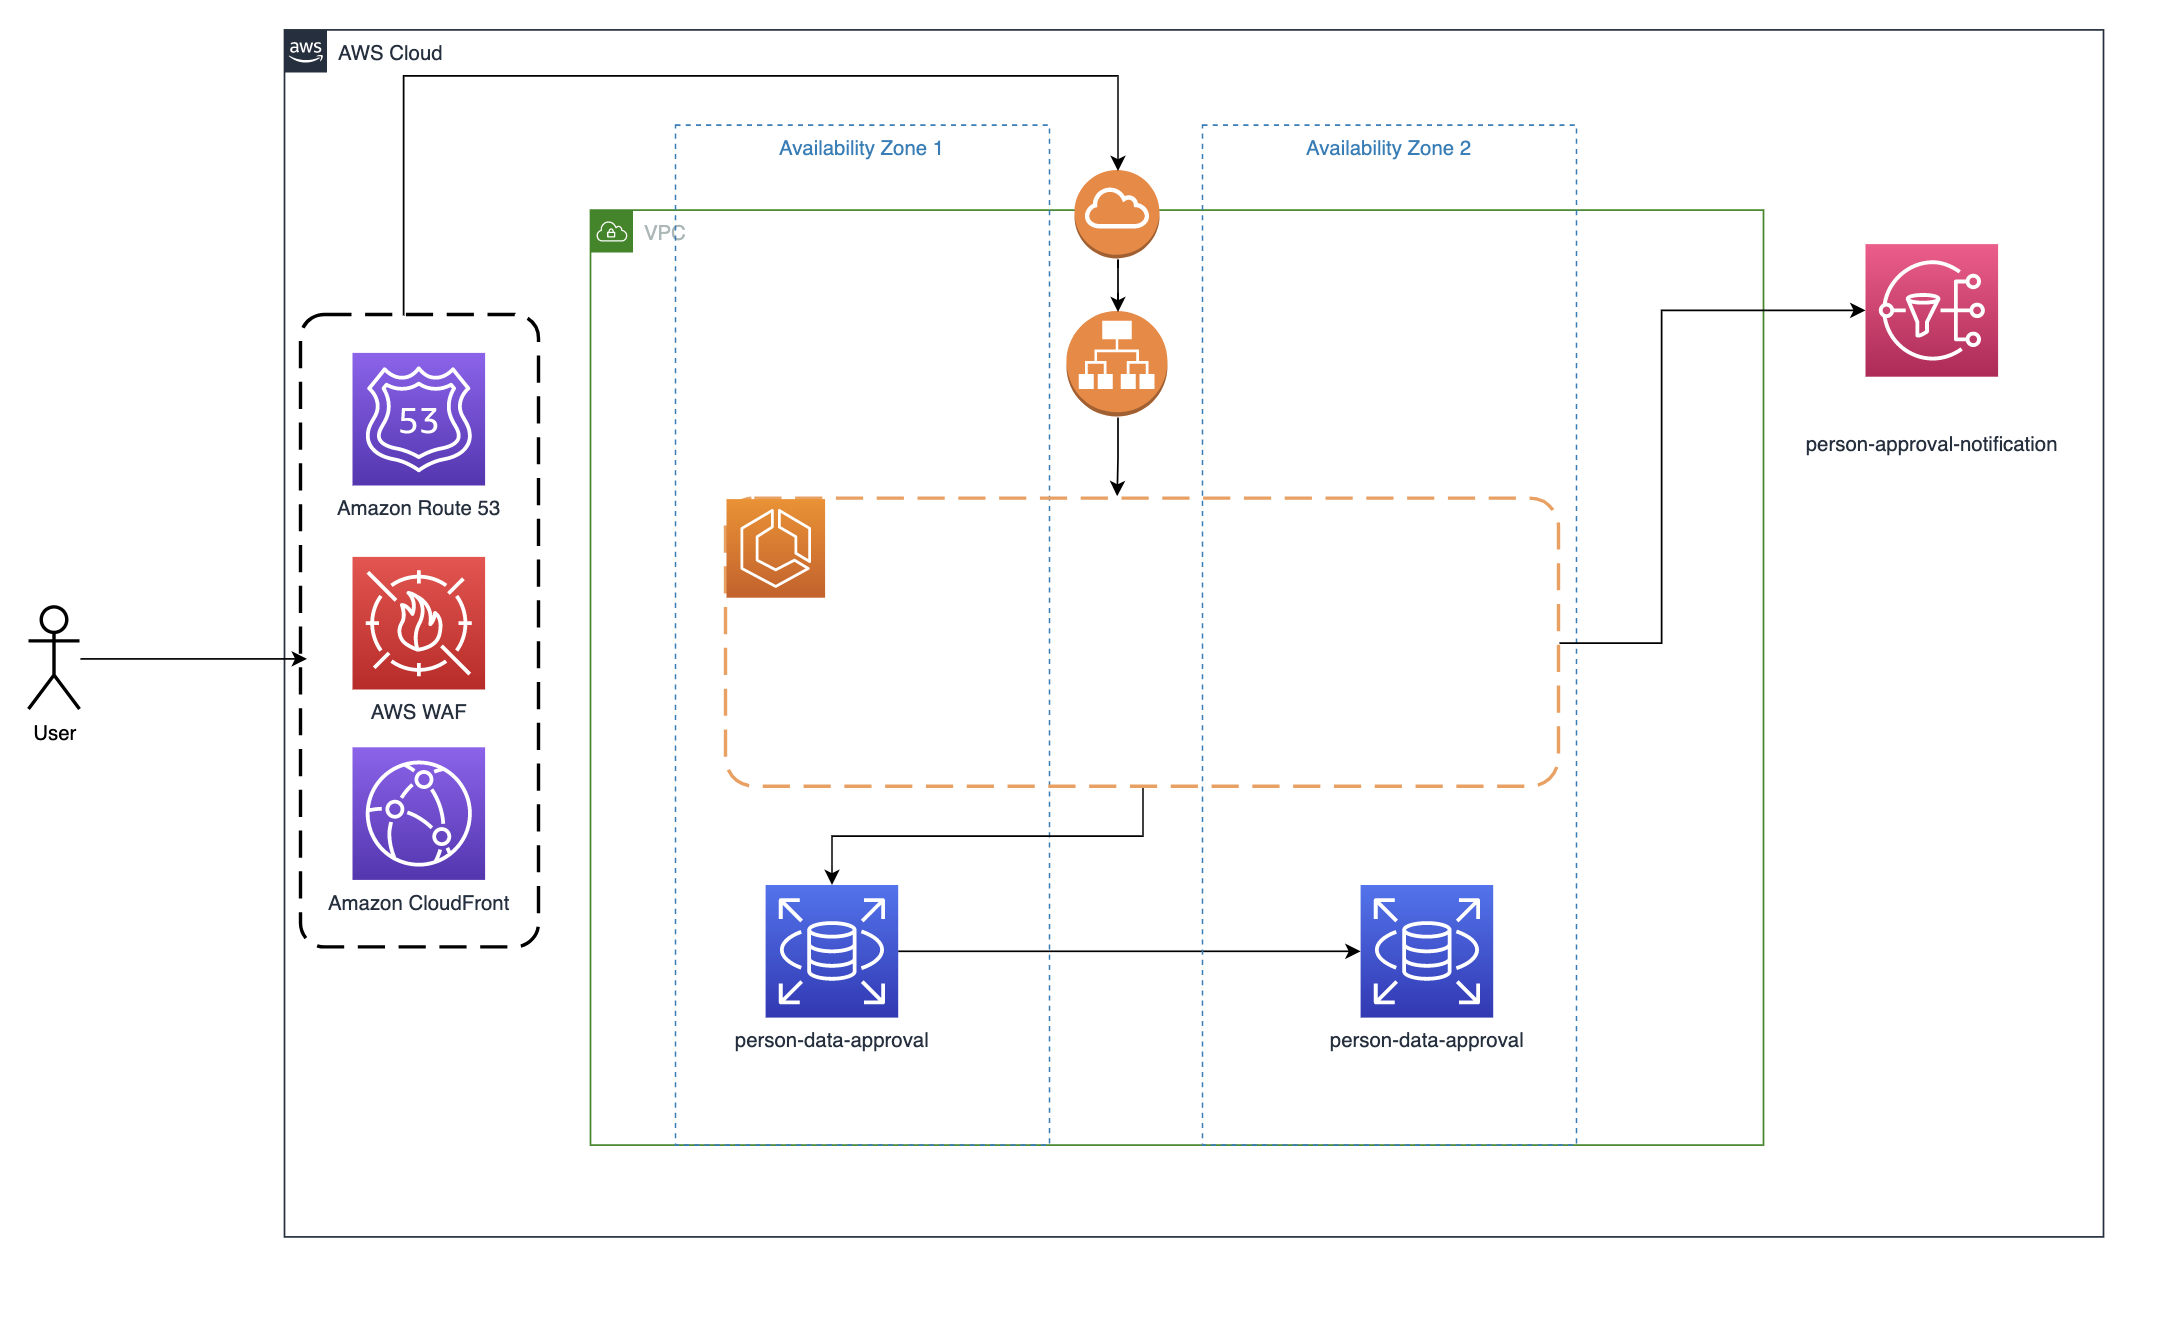 aws
AWS Cloud
Availability Zone 1
Availability Zone 2
VPC
53
Amazon Route 53
person-approval-notification
AWS WAF
User
Amazon CloudFront
person-data-approval
person-data-approval